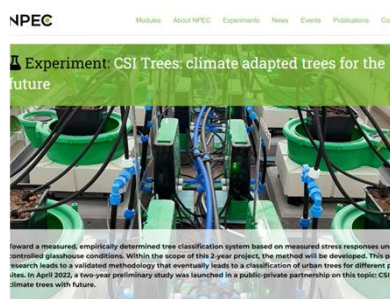 NPEC
Modules About NPEC Experiments News Events Publications
Experiment: CSI Trees: climate adapted trees for the
future
Toward a measured, empirically determined tree classification system based on measured stress responses
controlled glasshouse conditions. Within the scope of this 2-year project, the method will be developed. This
research leads to a validated methodology that eventually leads to a classification of urban trees for different
sites. In April 2022, a two-year preliminary study was launched in a public-private partnership on this topic: CSI
climate trees with future.